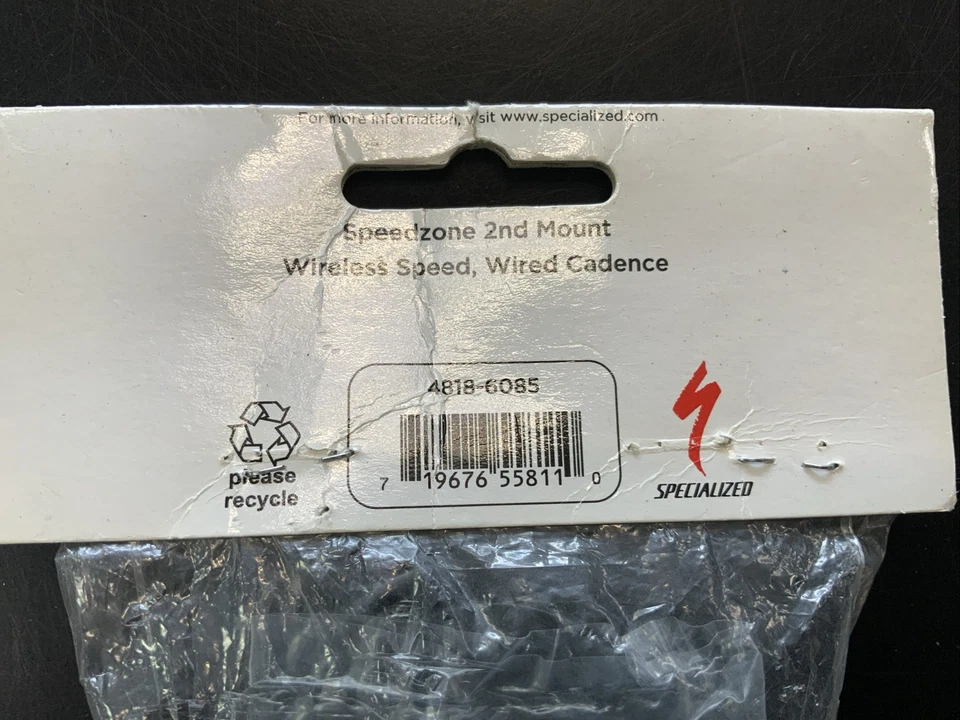 For more information, visit www.specialized.com
Speedzone 2nd Mount
Wireless Speed, Wired Cadence
4818-6085
7 19676 55811 0
please
recycle
SPECIALIZED